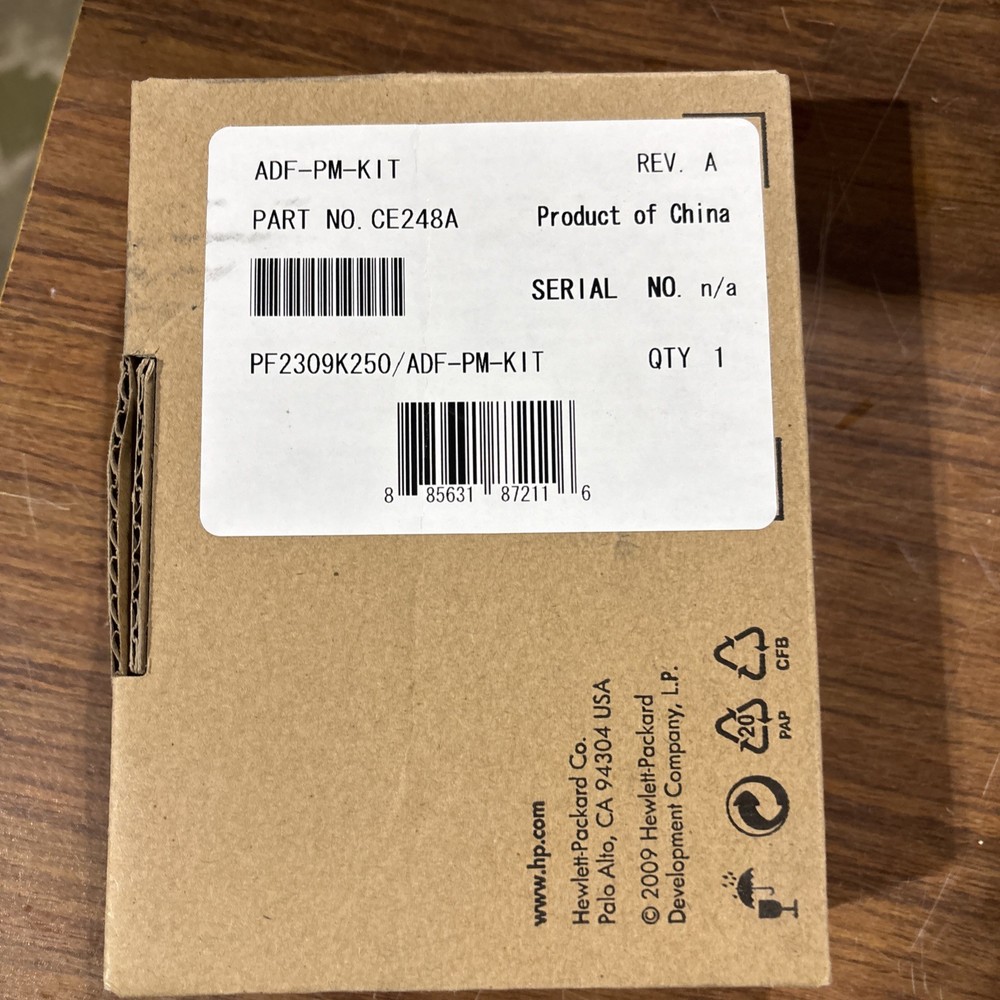 ADF-PM-KIT REV. A
PART NO. CE248A Product of China
SERIAL NO. n/a
PF2309K250/ADF-PM-KIT QTY 1
8 85631 87211 6
www.hp.com
Hewlett-Packard Co.
Palo Alto, CA 94304 USA
© 2009 Hewlett-Packard
Development Company, L.P.
CFB
20
PAP